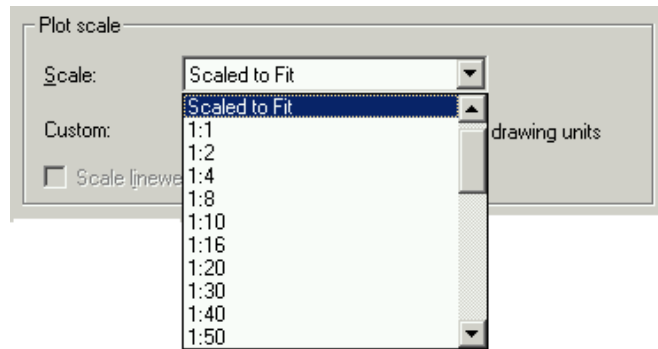 Plot scale
Scale: Scaled to Fit
Scaled to Fit
Custom: 1:1 drawing units
1:2
Scale 1:4
1:8
1:10
1:16
1:20
1:30
1:40
1:50